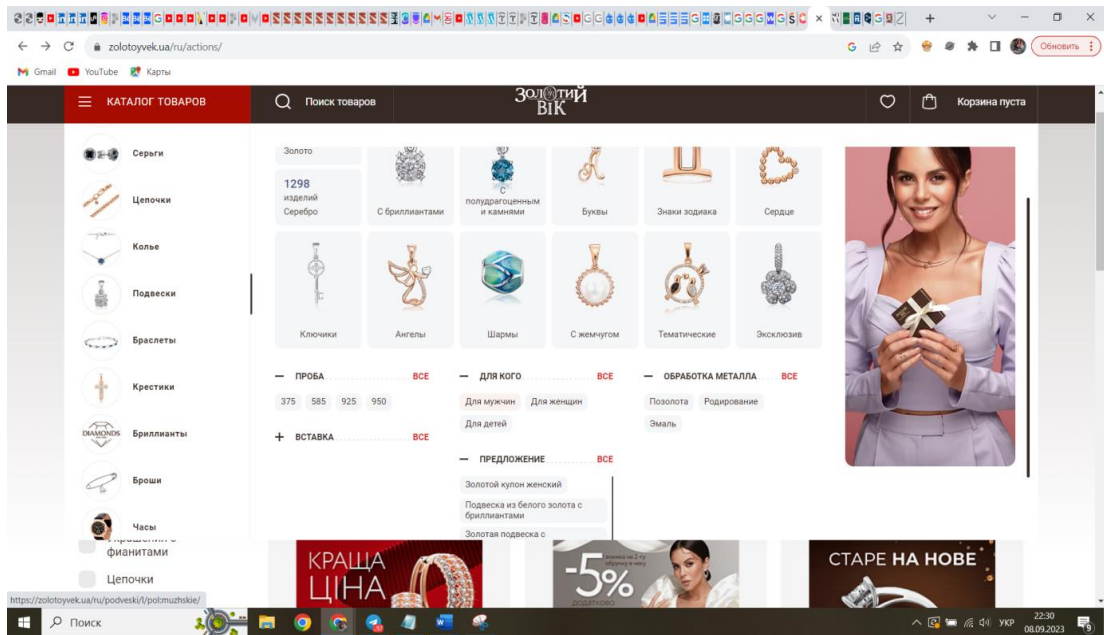 zolotoyvek.ua/ru/actions/
Обновить
Gmail
YouTube
Карты
КАТАЛОГ ТОВАРОВ
Поиск товаров
ЗОЛОТИЙ
ВІК
Корзина пуста
Серьги
Цепочки
Колье
Подвески
Браслеты
Крестики
DIAMONDS
Бриллианты
Броши
Часы
Золото
1298
изделий
Серебро
С бриллиантами
С
полудрагоценным
и камнями
Буквы
Знаки зодиака
Сердце
Ключики
Ангелы
Шармы
С жемчугом
Тематические
Эксклюзив
ПРОБА
ВСЕ
375 585 925 950
ВСТАВКА
ВСЕ
ДЛЯ КОГО
ВСЕ
Для мужчин Для женщин
Для детей
ПРЕДЛОЖЕНИЕ
ВСЕ
Золотой кулон женский
Подвеска из белого золота с
бриллиантами
Золотая подвеска с
ОБРАБОТКА МЕТАЛЛА
ВСЕ
Позолота Родирование
Эмаль
Украшения с
фианитами
Цепочки
КРАЩА
ЦІНА
-5%
ДОДАТКОВО
СТАРЕ НА НОВЕ
https://zolotoyvek.ua/ru/podveski/l/pol:muzhskie/
Поиск
УКР
22:30
08.09.2023